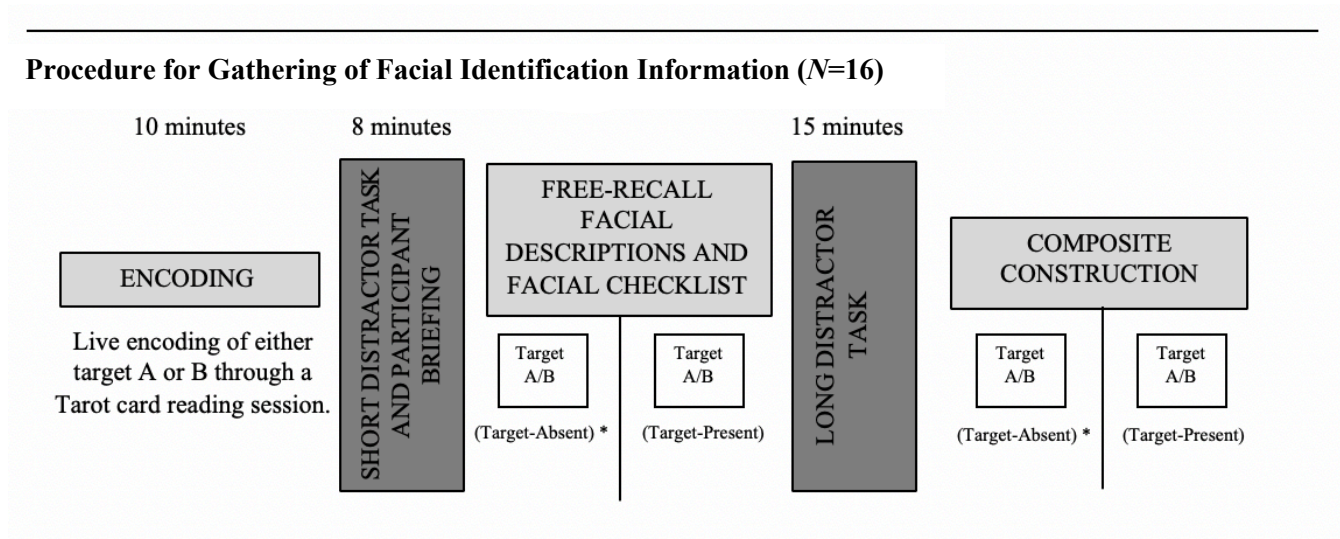 Procedure for Gathering of Facial Identification Information (N=16)
10 minutes
8 minutes
15 minutes
ENCODING
Live encoding of either
target A or B through a
Tarot card reading session.
SHORT DISTRACTOR TASK
AND PARTICIPANT
BRIEFING
FREE-RECALL
FACIAL
DESCRIPTIONS AND
FACIAL CHECKLIST
Target
A/B
(Target-Absent) *
Target
A/B
(Target-Present)
LONG DISTRACTOR
TASK
COMPOSITE
CONSTRUCTION
Target
A/B
(Target-Absent) *
Target
A/B
(Target-Present)